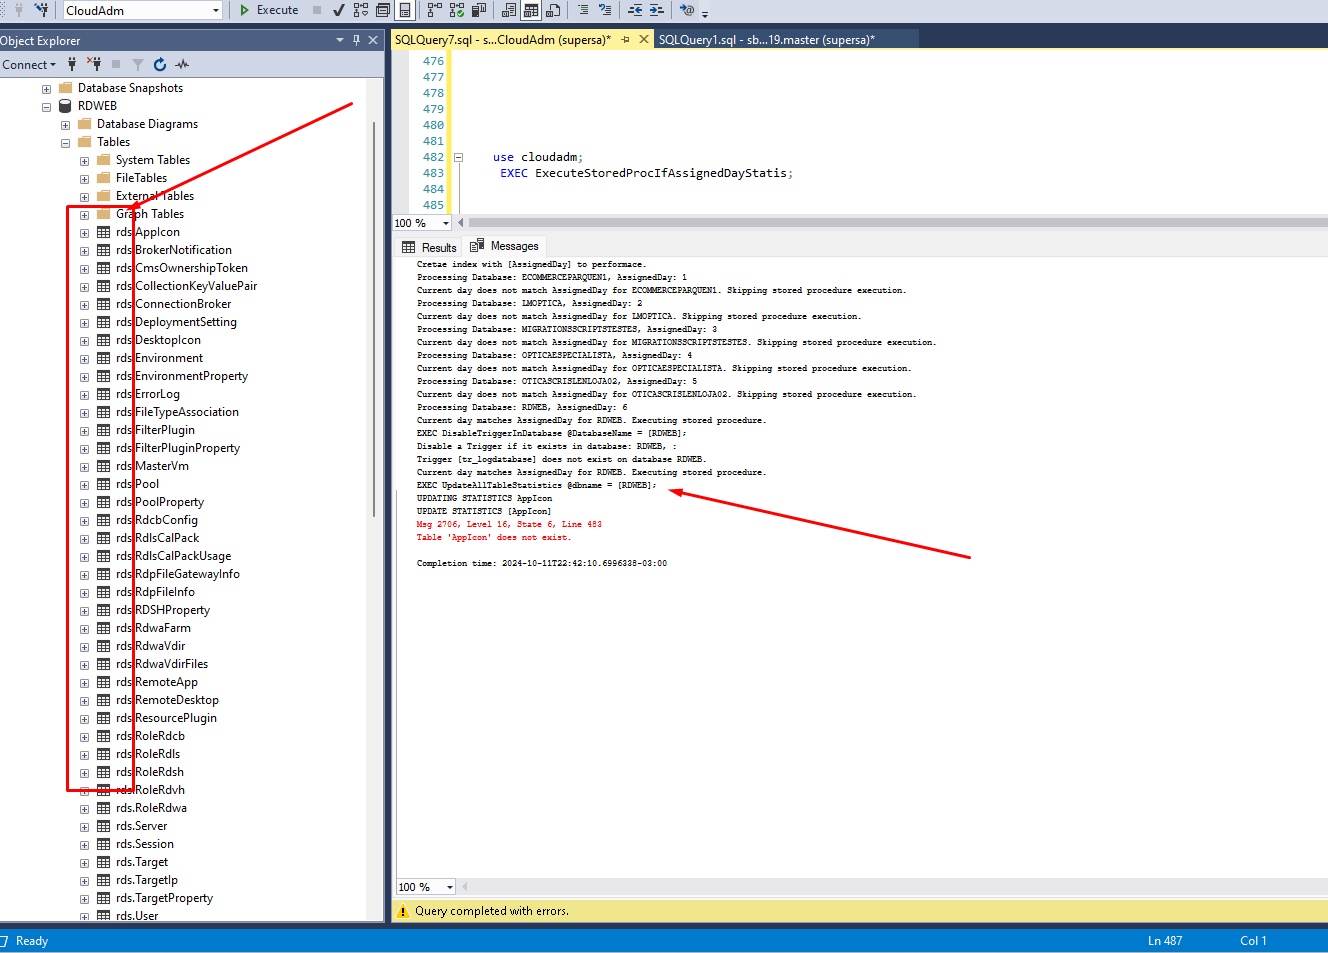 CloudAdm
Execute
Object Explorer
Connect
Database Snapshots
RDWEB
Database Diagrams
Tables
System Tables
FileTables
External Tables
Graph Tables
rds.AppIcon
rds.BrokerNotification
rds.CmsOwnershipToken
rds.CollectionKeyValuePair
rds.ConnectionBroker
rds.DeploymentSetting
rds.DesktopIcon
rds.Environment
rds.EnvironmentProperty
rds.ErrorLog
rds.FileTypeAssociation
rds.FilterPlugin
rds.FilterPluginProperty
rds.MasterVm
rds.Pool
rds.PoolProperty
rds.RdcbConfig
rds.RdlsCalPack
rds.RdlsCalPackUsage
rds.RdpFileGatewayInfo
rds.RdpFileInfo
rds.RDSHProperty
rds.RdwaFarm
rds.RdwaVdir
rds.RdwaVdirFiles
rds.RemoteApp
rds.RemoteDesktop
rds.ResourcePlugin
rds.RoleRdcb
rds.RoleRdls
rds.RoleRdsh
rds.RoleRdvh
rds.RoleRdwa
rds.Server
rds.Session
rds.Target
rds.TargetIp
rds.TargetProperty
rds.User
SQLQuery7.sql - s...CloudAdm (supersa)*
SQLQuery1.sql - sb...19.master (supersa)*
476
477
478
479
480
481
482 use cloudadm;
483 EXEC ExecuteStoredProcIfAssignedDayStatis;
484
485
100 %
Results
Messages
Cretae index with [AssignedDay] to performace.
Processing Database: ECOMMERCEPARQUEN1, AssignedDay: 1
Current day does not match AssignedDay for ECOMMERCEPARQUEN1. Skipping stored procedure execution.
Processing Database: LMOPTICA, AssignedDay: 2
Current day does not match AssignedDay for LMOPTICA. Skipping stored procedure execution.
Processing Database: MIGRATIONSSCRIPTSTESTES, AssignedDay: 3
Current day does not match AssignedDay for MIGRATIONSSCRIPTSTESTES. Skipping stored procedure execution.
Processing Database: OPTICAESPECIALISTA, AssignedDay: 4
Current day does not match AssignedDay for OPTICAESPECIALISTA. Skipping stored procedure execution.
Processing Database: OTICASCRISLENLOJA02, AssignedDay: 5
Current day does not match AssignedDay for OTICASCRISLENLOJA02. Skipping stored procedure execution.
Processing Database: RDWEB, AssignedDay: 6
Current day matches AssignedDay for RDWEB. Executing stored procedure.
EXEC DisableTriggerInDatabase @DatabaseName = [RDWEB];
Disable a Trigger if it exists in database: RDWEB, :
Trigger [tr_logdatabase] does not exist on database RDWEB.
Current day matches AssignedDay for RDWEB. Executing stored procedure.
EXEC UpdateAllTableStatistics @dbname = [RDWEB];
UPDATING STATISTICS AppIcon
UPDATE STATISTICS [AppIcon]
Msg 2706, Level 16, State 6, Line 483
Table 'AppIcon' does not exist.
Completion time: 2024-10-11T22:42:10.6996338-03:00
100 %
Query completed with errors.
Ready
Ln 487
Col 1